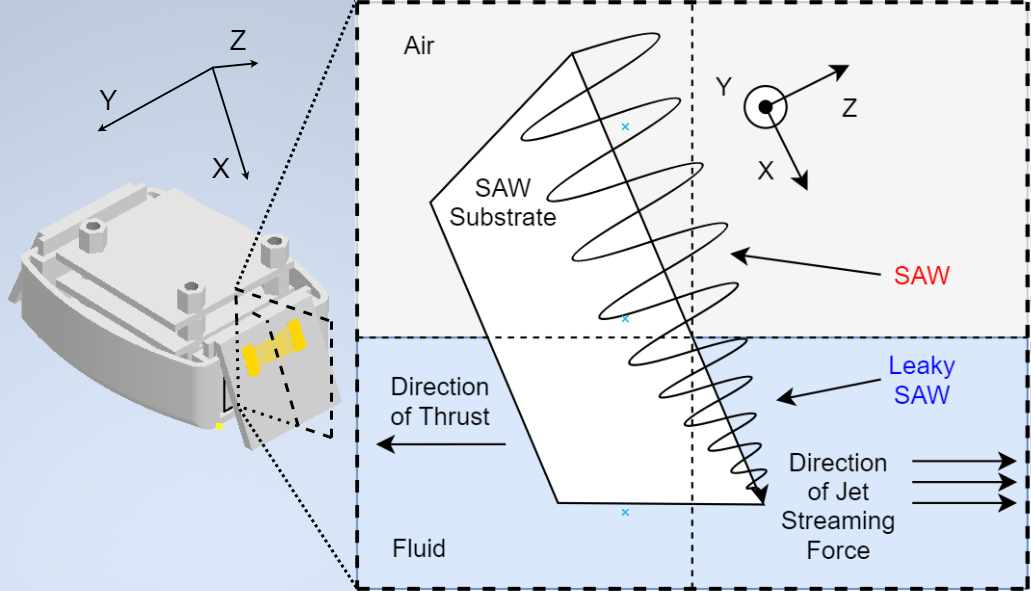 Z
Y
X
Air
Y
Z
X
SAW
Substrate
SAW
Leaky
SAW
Direction
of Thrust
Direction
of Jet
Streaming
Force
Fluid